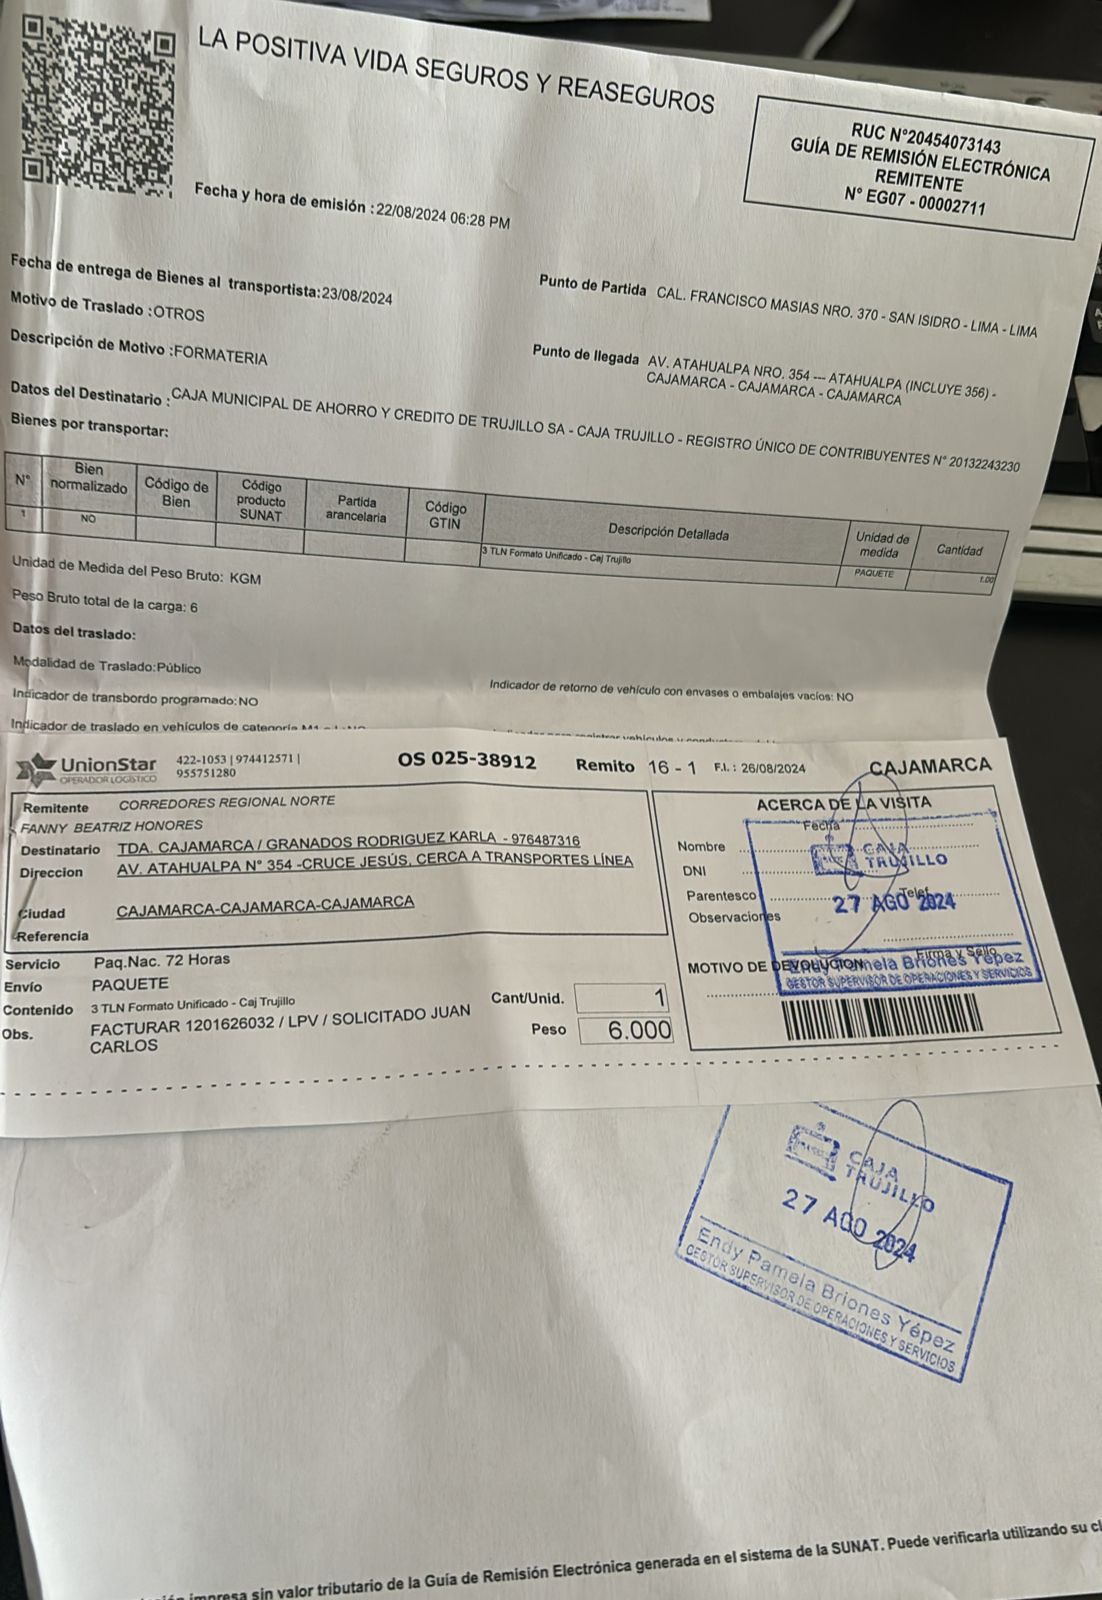 LA POSITIVA VIDA SEGUROS Y REASEGUROS
RUC N°20454073143
GUÍA DE REMISIÓN ELECTRÓNICA
REMITENTE
N° EG07 - 00002711
Fecha y hora de emisión :22/08/2024 06:28 PM
Fecha de entrega de Bienes al transportista:23/08/2024
Motivo de Traslado :OTROS
Descripción de Motivo :FORMATERIA
Punto de Partida CAL. FRANCISCO MASIAS NRO. 370 - SAN ISIDRO - LIMA - LIMA
Punto de llegada AV. ATAHUALPA NRO. 354 --- ATAHUALPA (INCLUYE 356) -
CAJAMARCA - CAJAMARCA - CAJAMARCA
Datos del Destinatario :CAJA MUNICIPAL DE AHORRO Y CREDITO DE TRUJILLO SA - CAJA TRUJILLO - REGISTRO ÚNICO DE CONTRIBUYENTES N° 20132243230
Bienes por transportar:
N° Bien normalizado Código de Bien Código producto SUNAT Partida arancelaria Código GTIN Descripción Detallada Unidad de medida Cantidad
1 NO 3 TLN Formato Unificado - Caj Trujillo PAQUETE 1.00
Unidad de Medida del Peso Bruto: KGM
Peso Bruto total de la carga: 6
Datos del traslado:
Modalidad de Traslado:Público
Indicador de transbordo programado:NO
Indicador de retorno de vehículo con envases o embalajes vacíos: NO
Indicador de traslado en vehículos de categoría M1
UnionStar
OPERADOR LOGÍSTICO
422-1053 | 974412571 |
955751280
OS 025-38912
Remito 16 - 1
F.I. : 26/08/2024
CAJAMARCA
Remitente CORREDORES REGIONAL NORTE
FANNY BEATRIZ HONORES
Destinatario TDA. CAJAMARCA / GRANADOS RODRIGUEZ KARLA - 976487316
Direccion AV. ATAHUALPA N° 354 -CRUCE JESÚS, CERCA A TRANSPORTES LÍNEA
Ciudad CAJAMARCA-CAJAMARCA-CAJAMARCA
Referencia
Servicio Paq.Nac. 72 Horas
Envío PAQUETE
Contenido 3 TLN Formato Unificado - Caj Trujillo
Obs. FACTURAR 1201626032 / LPV / SOLICITADO JUAN
CARLOS
Cant/Unid. 1
Peso 6.000
ACERCA DE LA VISITA
Fecha
Nombre
DNI
Parentesco Telef
Observaciones
Firma y Sello
MOTIVO DE DEVOLUCION
CAJA
TRUJILLO
27 AGO 2024
Endy Pamela Briones Yépez
GESTOR SUPERVISOR DE OPERACIONES Y SERVICIOS
CAJA
TRUJILLO
27 AGO 2024
Endy Pamela Briones Yépez
GESTOR SUPERVISOR DE OPERACIONES Y SERVICIOS
impresa sin valor tributario de la Guía de Remisión Electrónica generada en el sistema de la SUNAT. Puede verificarla utilizando su cl